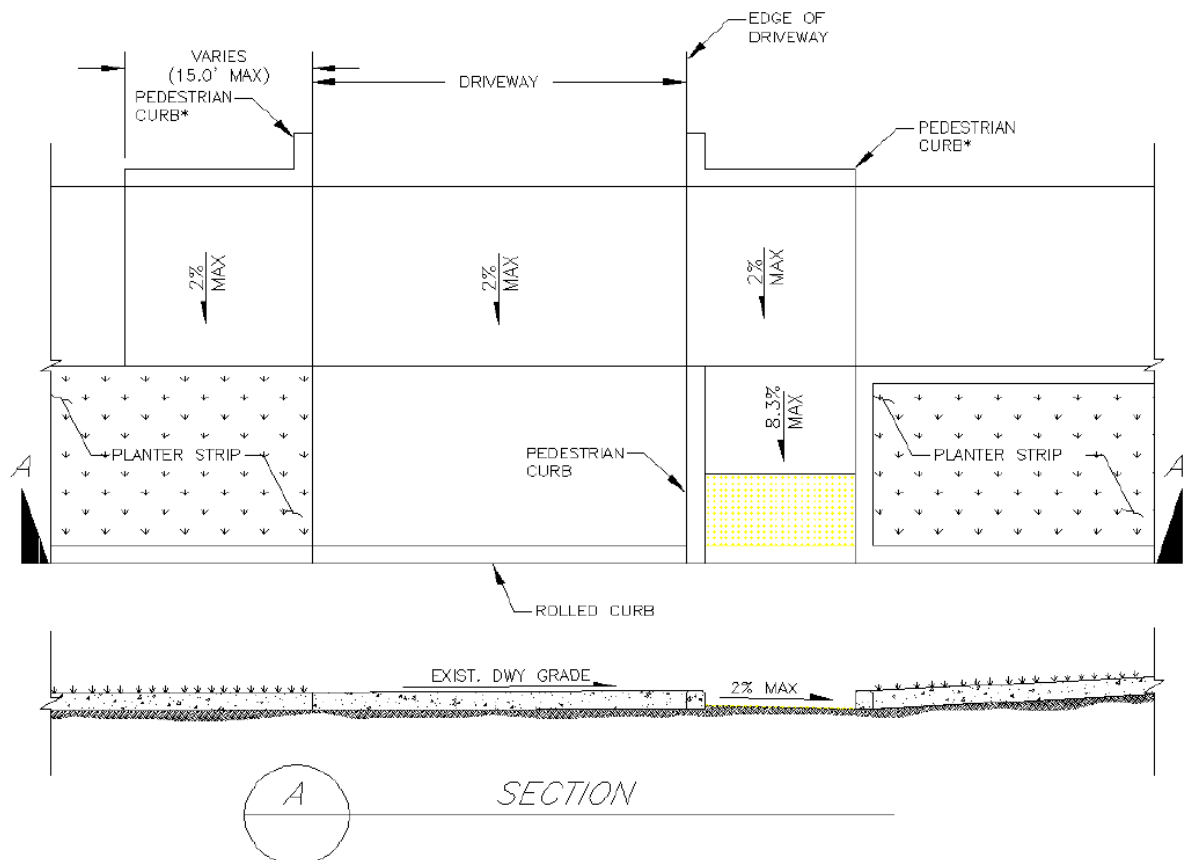 EDGE OF
DRIVEWAY
VARIES
(15.0' MAX)
DRIVEWAY
PEDESTRIAN
CURB*
PEDESTRIAN
CURB*
2%
MAX
2%
MAX
2%
MAX
8.3%
MAX
PLANTER STRIP
PEDESTRIAN
CURB
PLANTER STRIP
A
A
ROLLED CURB
EXIST. DWY GRADE
2% MAX
A
SECTION